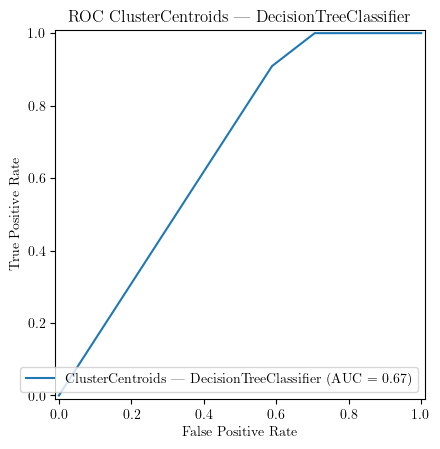 ROC ClusterCentroids — DecisionTreeClassifier
1.0
0.8
0.6
0.4
0.2
0.0
True Positive Rate
ClusterCentroids — DecisionTreeClassifier (AUC = 0.67)
0.0 0.2 0.4 0.6 0.8 1.0
False Positive Rate